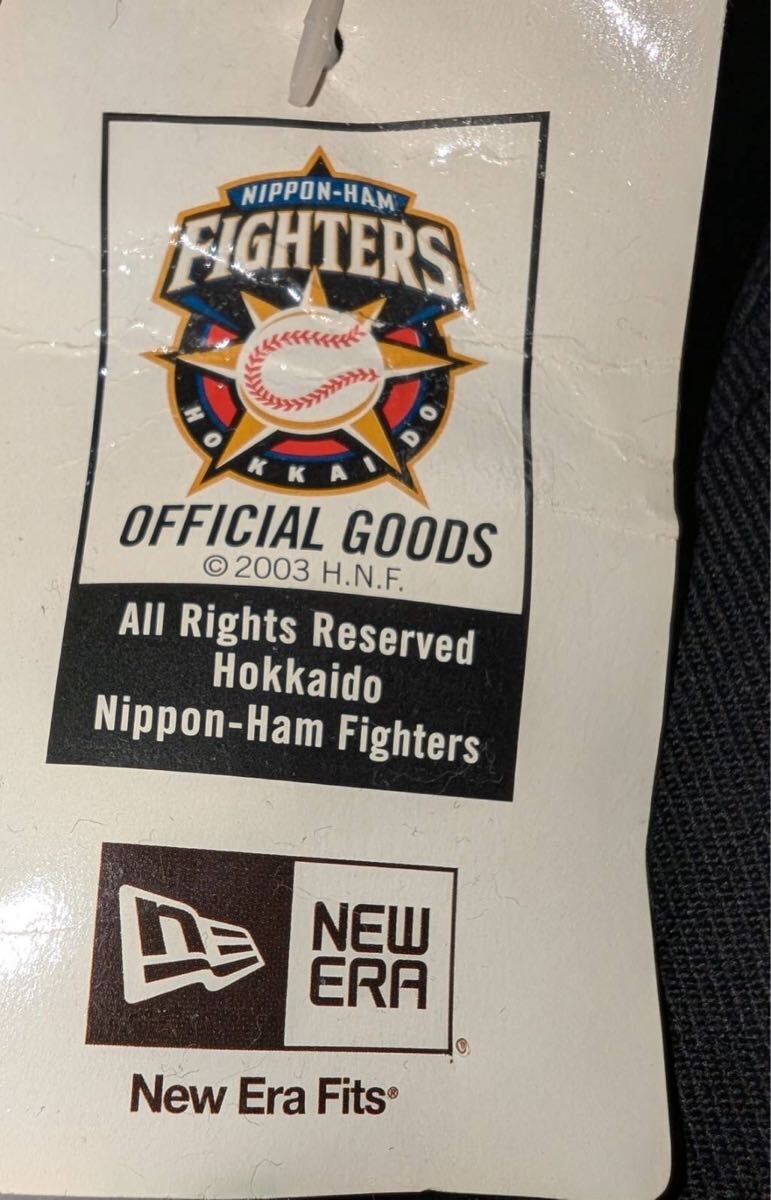 NIPPON-HAM
FIGHTERS
HOKKAIDO
OFFICIAL GOODS
© 2003 H.N.F.
All Rights Reserved
Hokkaido
Nippon-Ham Fighters
NE
NEW
ERA
®
New Era Fits®